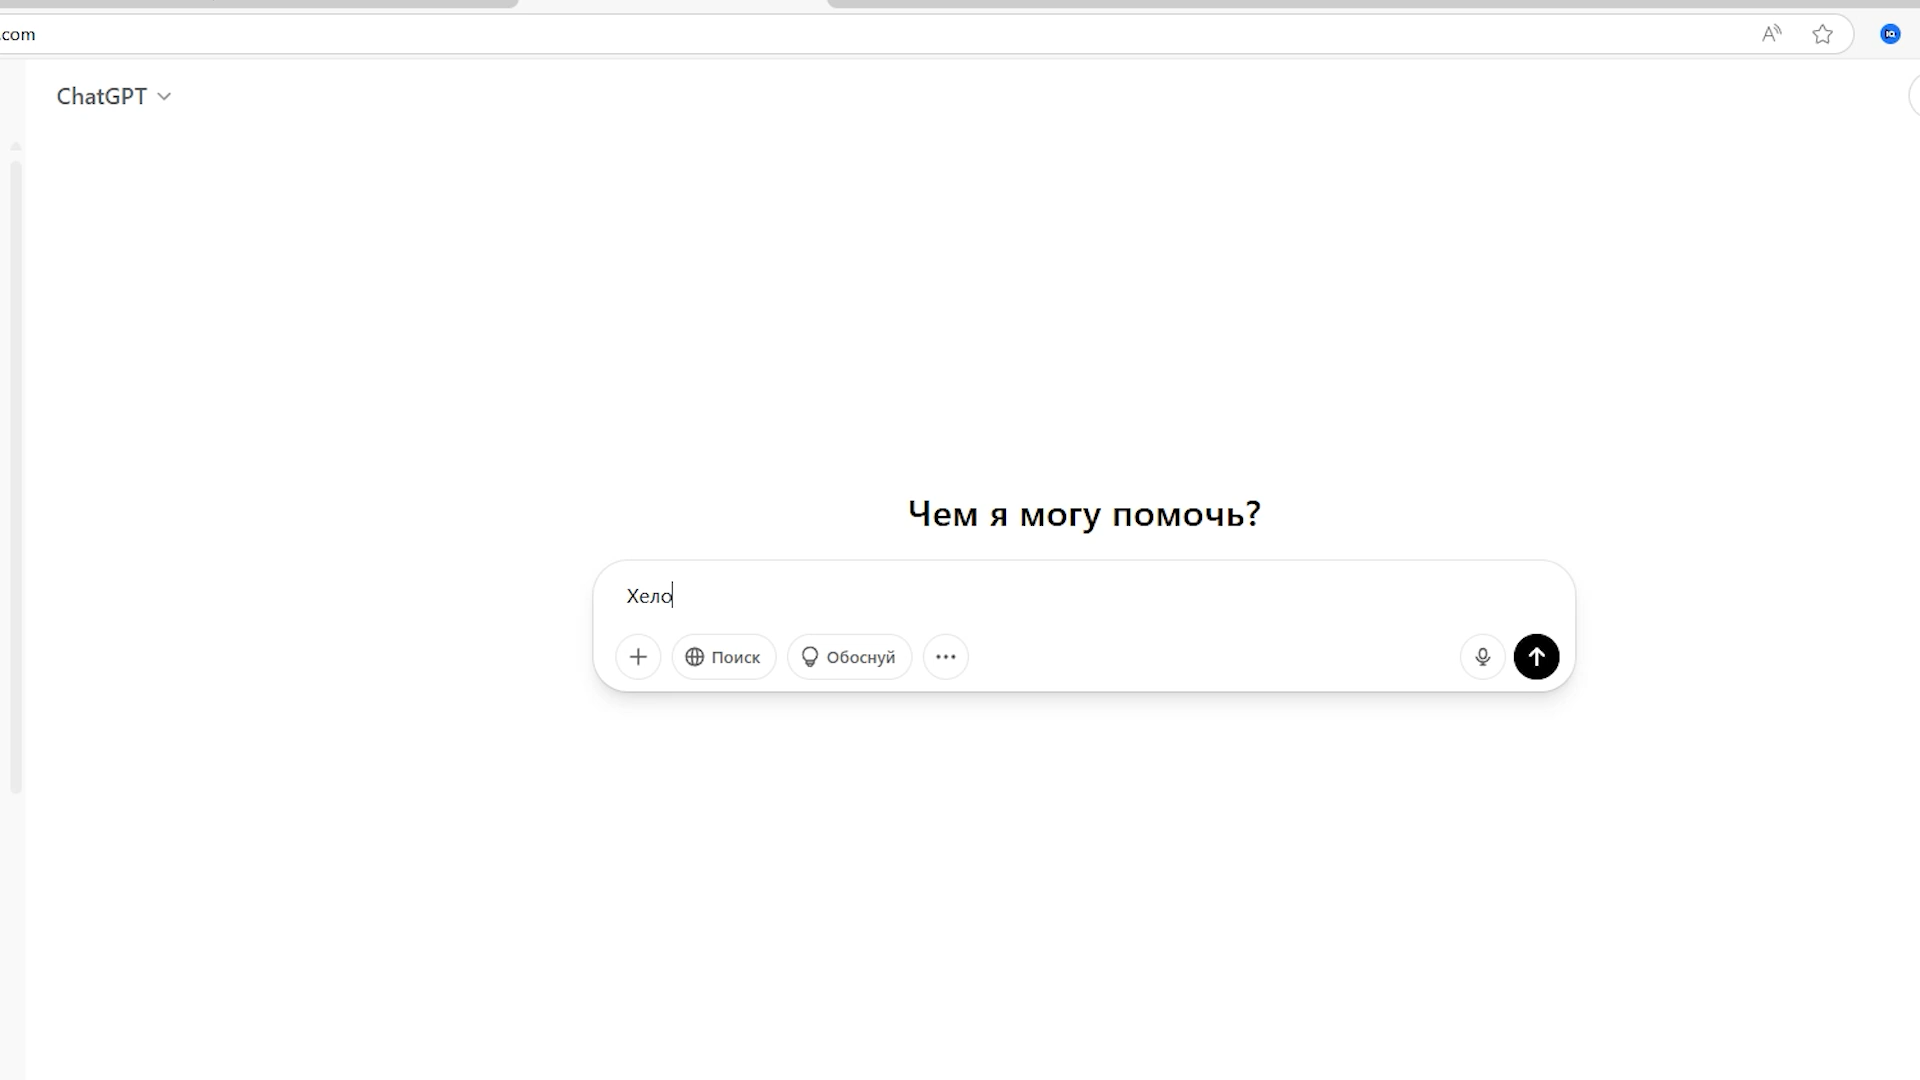 .com
ChatGPT
Чем я могу помочь?
Хело
Поиск
Обоснуй